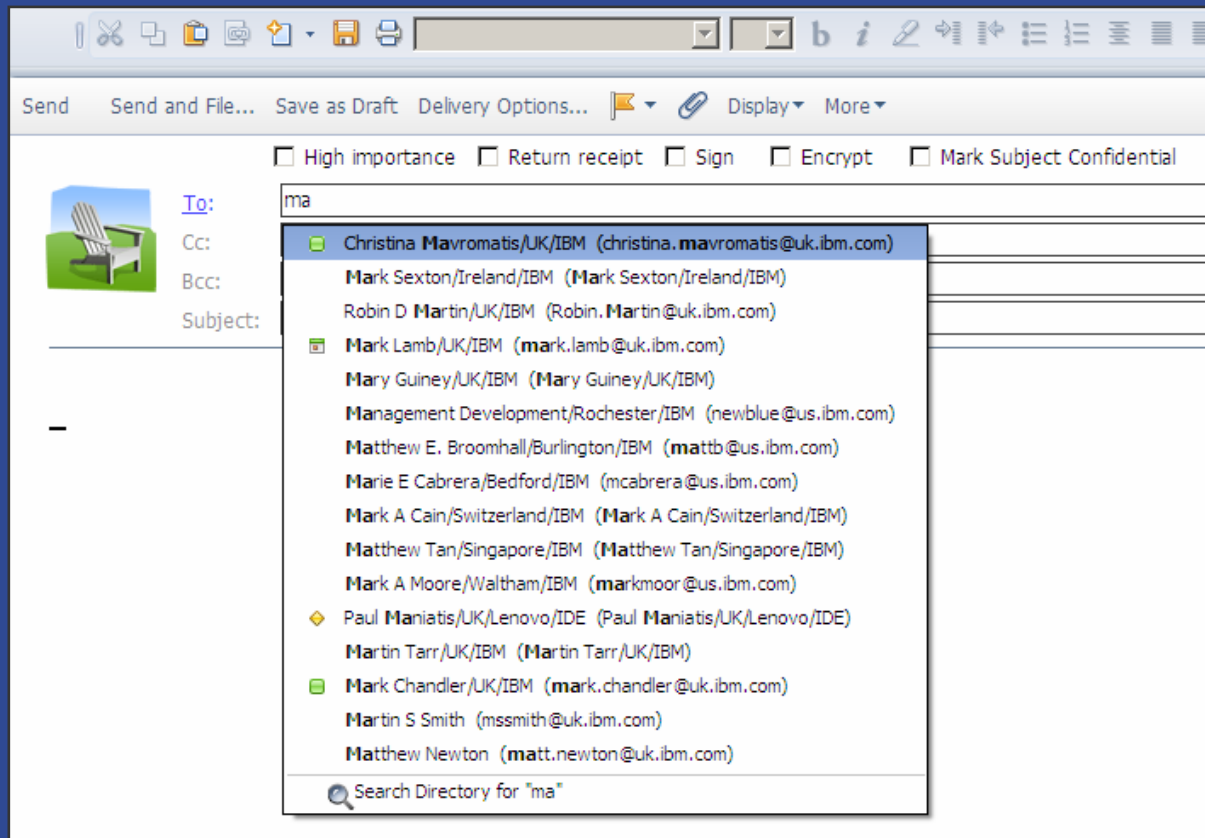 b i
Send Send and File... Save as Draft Delivery Options... Display More
High importance Return receipt Sign Encrypt Mark Subject Confidential
To: ma
Cc:
Bcc:
Subject:
Christina Mavromatis/UK/IBM (christina.mavromatis@uk.ibm.com)
Mark Sexton/Ireland/IBM (Mark Sexton/Ireland/IBM)
Robin D Martin/UK/IBM (Robin.Martin@uk.ibm.com)
Mark Lamb/UK/IBM (mark.lamb@uk.ibm.com)
Mary Guiney/UK/IBM (Mary Guiney/UK/IBM)
Management Development/Rochester/IBM (newblue@us.ibm.com)
Matthew E. Broomhall/Burlington/IBM (mattb@us.ibm.com)
Marie E Cabrera/Bedford/IBM (mcabrera@us.ibm.com)
Mark A Cain/Switzerland/IBM (Mark A Cain/Switzerland/IBM)
Matthew Tan/Singapore/IBM (Matthew Tan/Singapore/IBM)
Mark A Moore/Waltham/IBM (markmoor@us.ibm.com)
Paul Maniatis/UK/Lenovo/IDE (Paul Maniatis/UK/Lenovo/IDE)
Martin Tarr/UK/IBM (Martin Tarr/UK/IBM)
Mark Chandler/UK/IBM (mark.chandler@uk.ibm.com)
Martin S Smith (mssmith@uk.ibm.com)
Matthew Newton (matt.newton@uk.ibm.com)
Search Directory for "ma"